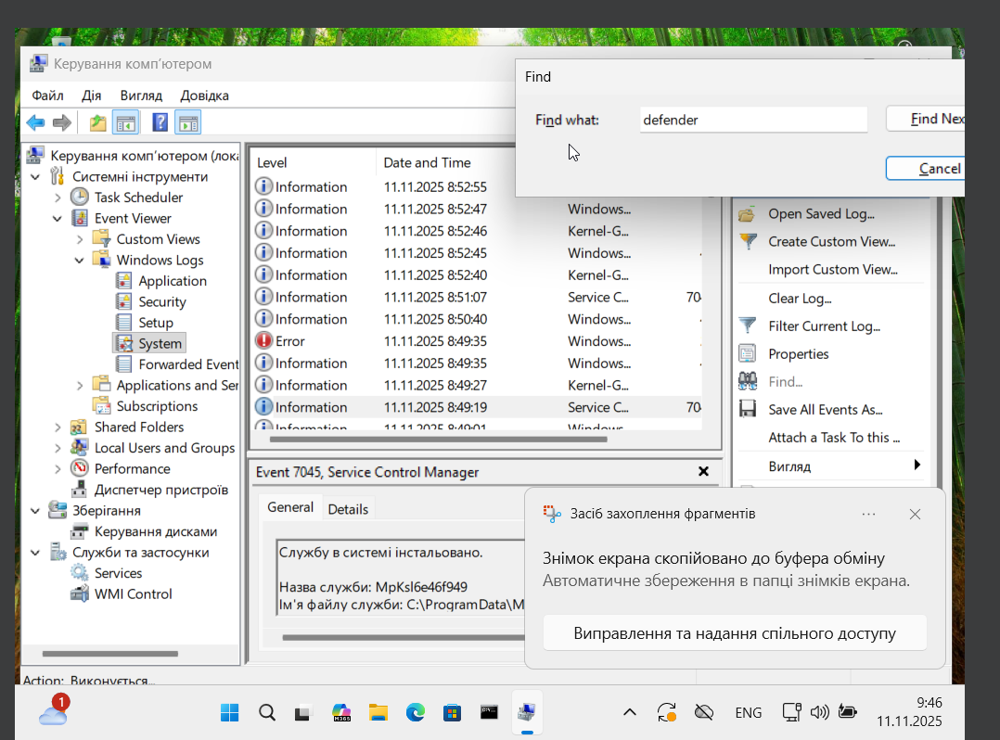 Керування комп'ютером
Find
Файл Дія Вигляд Довідка
Find what: defender
Find Nex
Cancel
Керування комп'ютером (лока
Системні інструменти
Task Scheduler
Event Viewer
Custom Views
Windows Logs
Application
Security
Setup
System
Forwarded Event
Applications and Ser
Subscriptions
Shared Folders
Local Users and Groups
Performance
Диспетчер пристроїв
Зберігання
Керування дисками
Служби та застосунки
Services
WMI Control
Level Date and Time
Information 11.11.2025 8:52:55
Information 11.11.2025 8:52:47 Windows...
Information 11.11.2025 8:52:46 Kernel-G...
Information 11.11.2025 8:52:45 Windows...
Information 11.11.2025 8:52:40 Kernel-G...
Information 11.11.2025 8:51:07 Service C... 704
Information 11.11.2025 8:50:40 Windows...
Error 11.11.2025 8:49:35 Windows...
Information 11.11.2025 8:49:35 Windows...
Information 11.11.2025 8:49:27 Kernel-G...
Information 11.11.2025 8:49:19 Service C... 704
Information 11.11.2025 8:49:01 Windows...
Open Saved Log...
Create Custom View...
Import Custom View...
Clear Log...
Filter Current Log...
Properties
Find...
Save All Events As...
Attach a Task To this ...
Вигляд
Event 7045, Service Control Manager
General Details
Службу в системі інстальовано.
Назва служби: MpKsl6e46f949
Ім'я файлу служби: C:\ProgramData\M
Засіб захоплення фрагментів
Знімок екрана скопійовано до буфера обміну
Автоматичне збереження в папці знімків екрана.
Виправлення та надання спільного доступу
Action: Виконується...
1
M365
ENG
9:46
11.11.2025